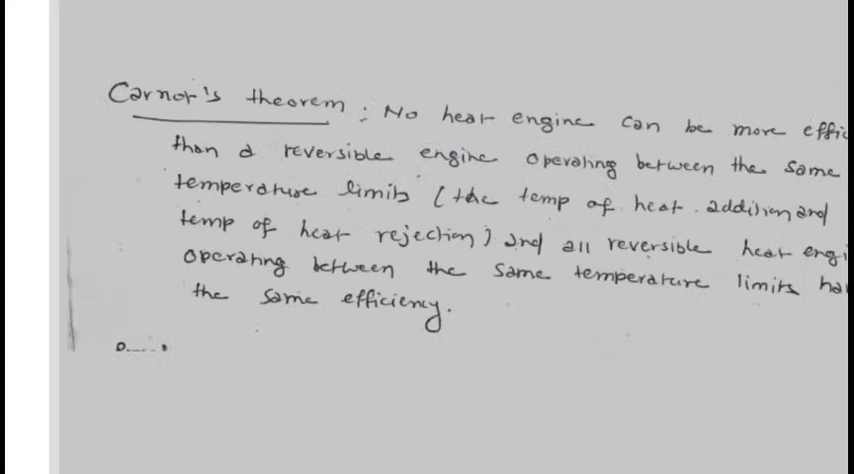 Carnot's theorem : No heat engine can be more effic
than a reversible engine operating between the same
temperature limits (the temp of heat addition and
temp of heat rejection) and all reversible heat engi
operating between the same temperature limits ha
the same efficiency.